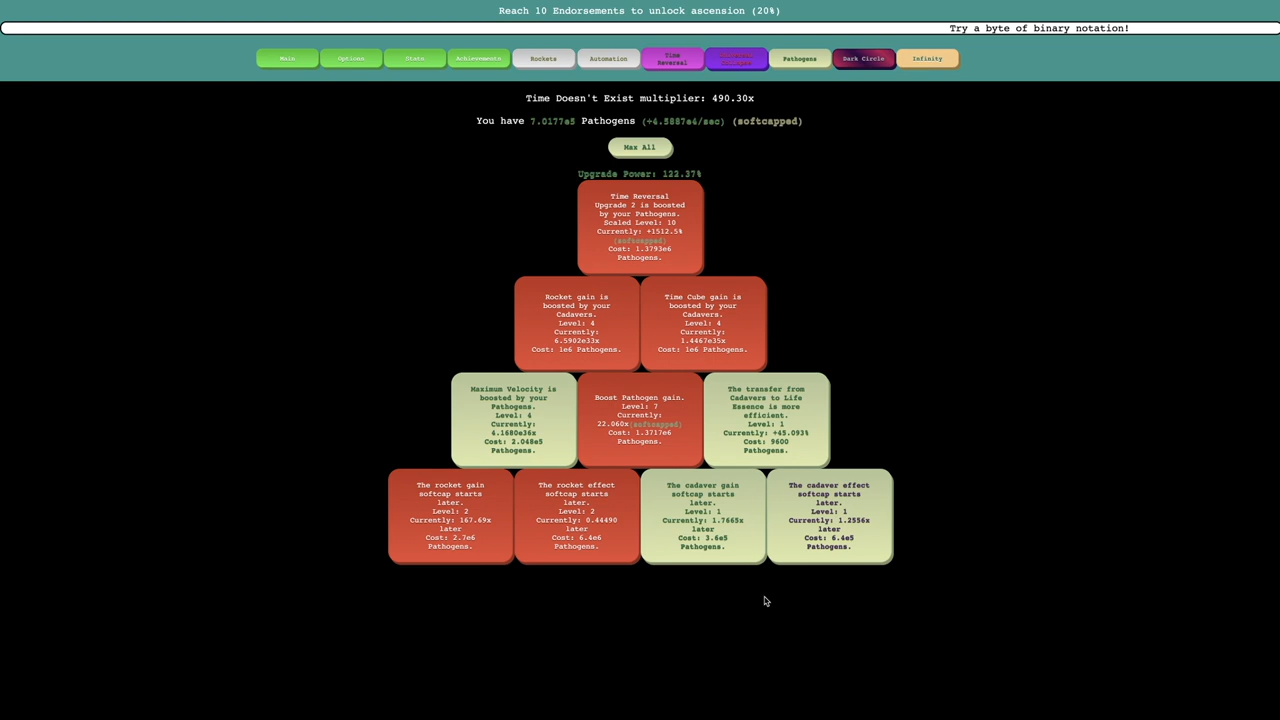 Reach 10 Endorsements to unlock ascension (20%)
Try a byte of binary notation!
Main
Options
Stats
Achievements
Rockets
Automation
Time
Reversal
Universal
Collapse
Pathogens
Dark Circle
Infinity
Time Doesn't Exist multiplier: 490.30x
You have 7.0177e5 Pathogens (+4.5887e4/sec) (softcapped)
Max All
Upgrade Power: 122.37%
Time Reversal
Upgrade 2 is boosted
by your Pathogens.
Scaled Level: 10
Currently: +1512.5%
(softcapped)
Cost: 1.3793e6
Pathogens.
Rocket gain is
boosted by your
Cadavers.
Level: 4
Currently:
6.5902e33x
Cost: 1e6 Pathogens.
Time Cube gain is
boosted by your
Cadavers.
Level: 4
Currently:
1.4467e35x
Cost: 1e6 Pathogens.
Maximum Velocity is
boosted by your
Pathogens.
Level: 4
Currently:
4.1680e36x
Cost: 2.048e5
Pathogens.
Boost Pathogen gain.
Level: 7
Currently:
22.060x(softcapped)
Cost: 1.3717e6
Pathogens.
The transfer from
Cadavers to Life
Essence is more
efficient.
Level: 1
Currently: +45.093%
Cost: 9600
Pathogens.
The rocket gain
softcap starts
later.
Level: 2
Currently: 167.69x
later
Cost: 2.7e6
Pathogens.
The rocket effect
softcap starts
later.
Level: 2
Currently: 0.44490
later
Cost: 6.4e6
Pathogens.
The cadaver gain
softcap starts
later.
Level: 1
Currently: 1.7665x
later
Cost: 3.6e5
Pathogens.
The cadaver effect
softcap starts
later.
Level: 1
Currently: 1.2556x
later
Cost: 6.4e5
Pathogens.